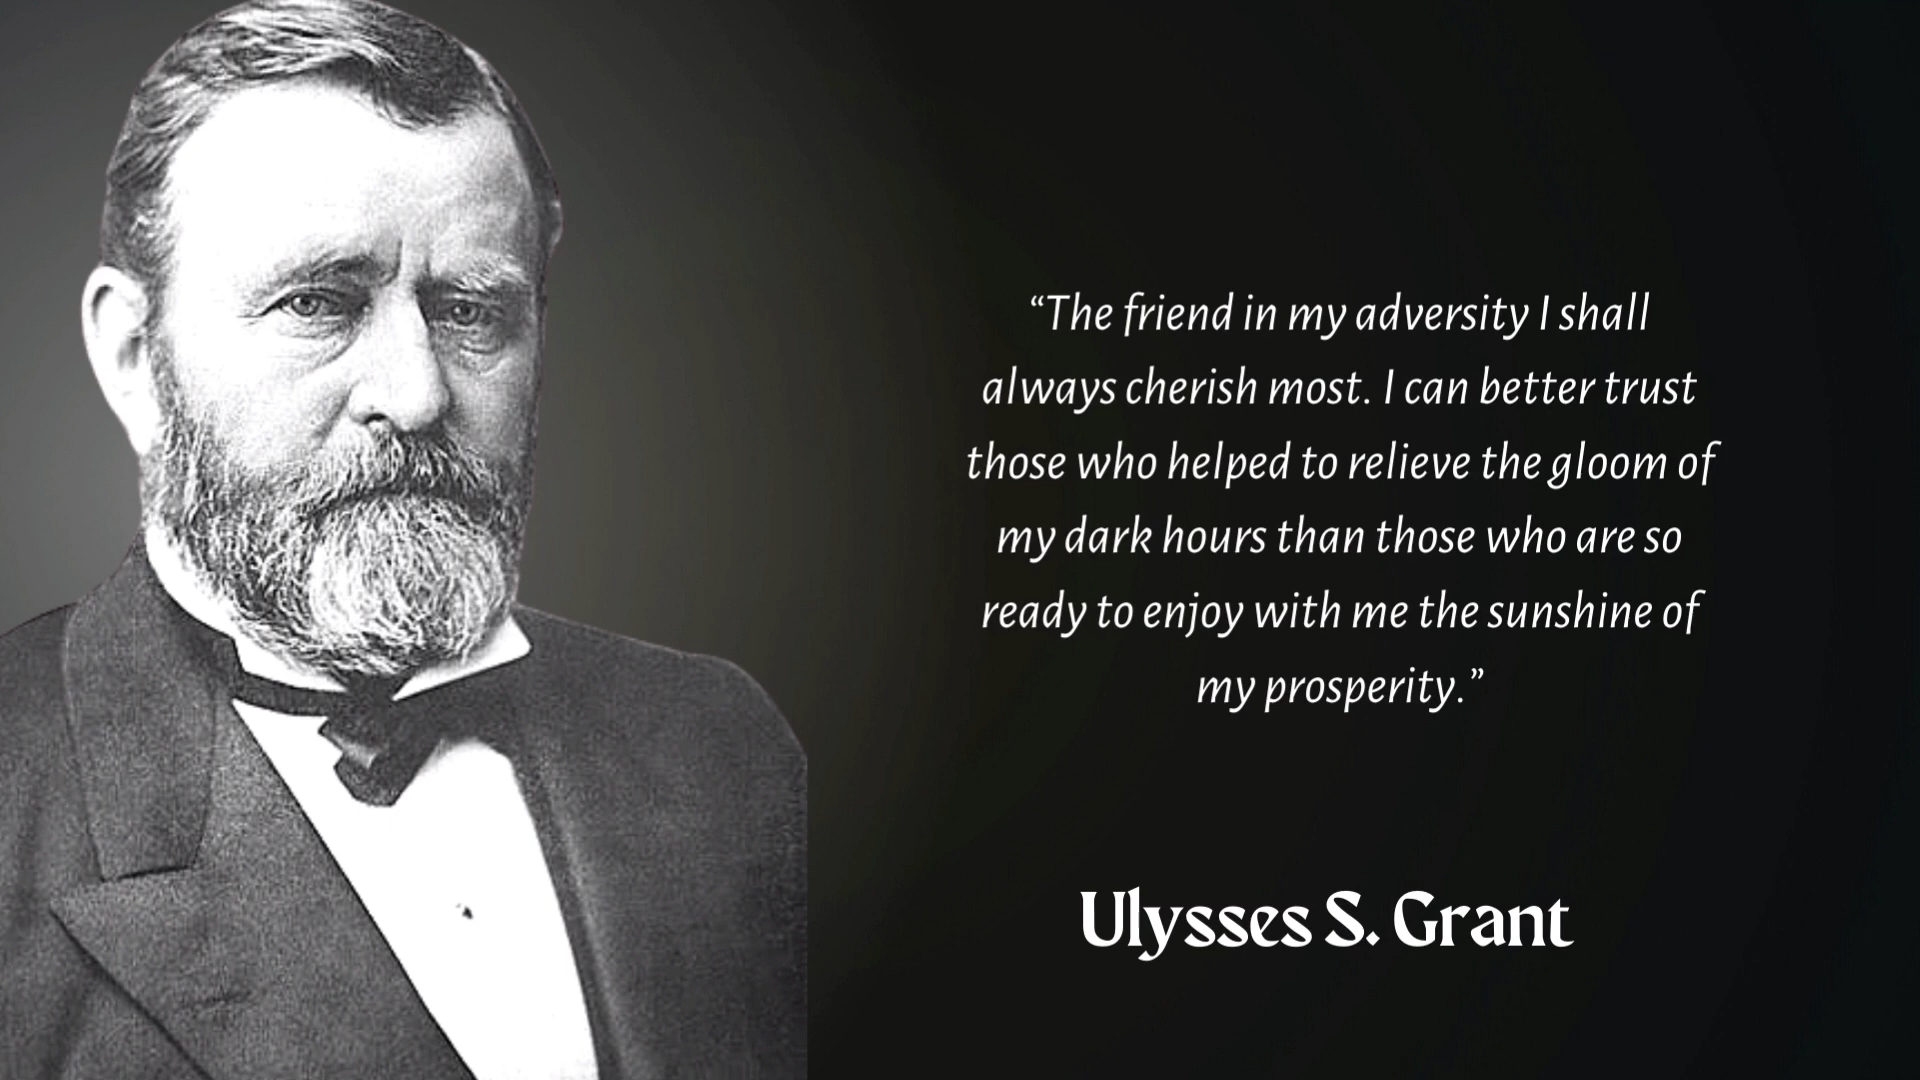 “The friend in my adversity I shall
always cherish most. I can better trust
those who helped to relieve the gloom of
my dark hours than those who are so
ready to enjoy with me the sunshine of
my prosperity.”
Ulysses S. Grant